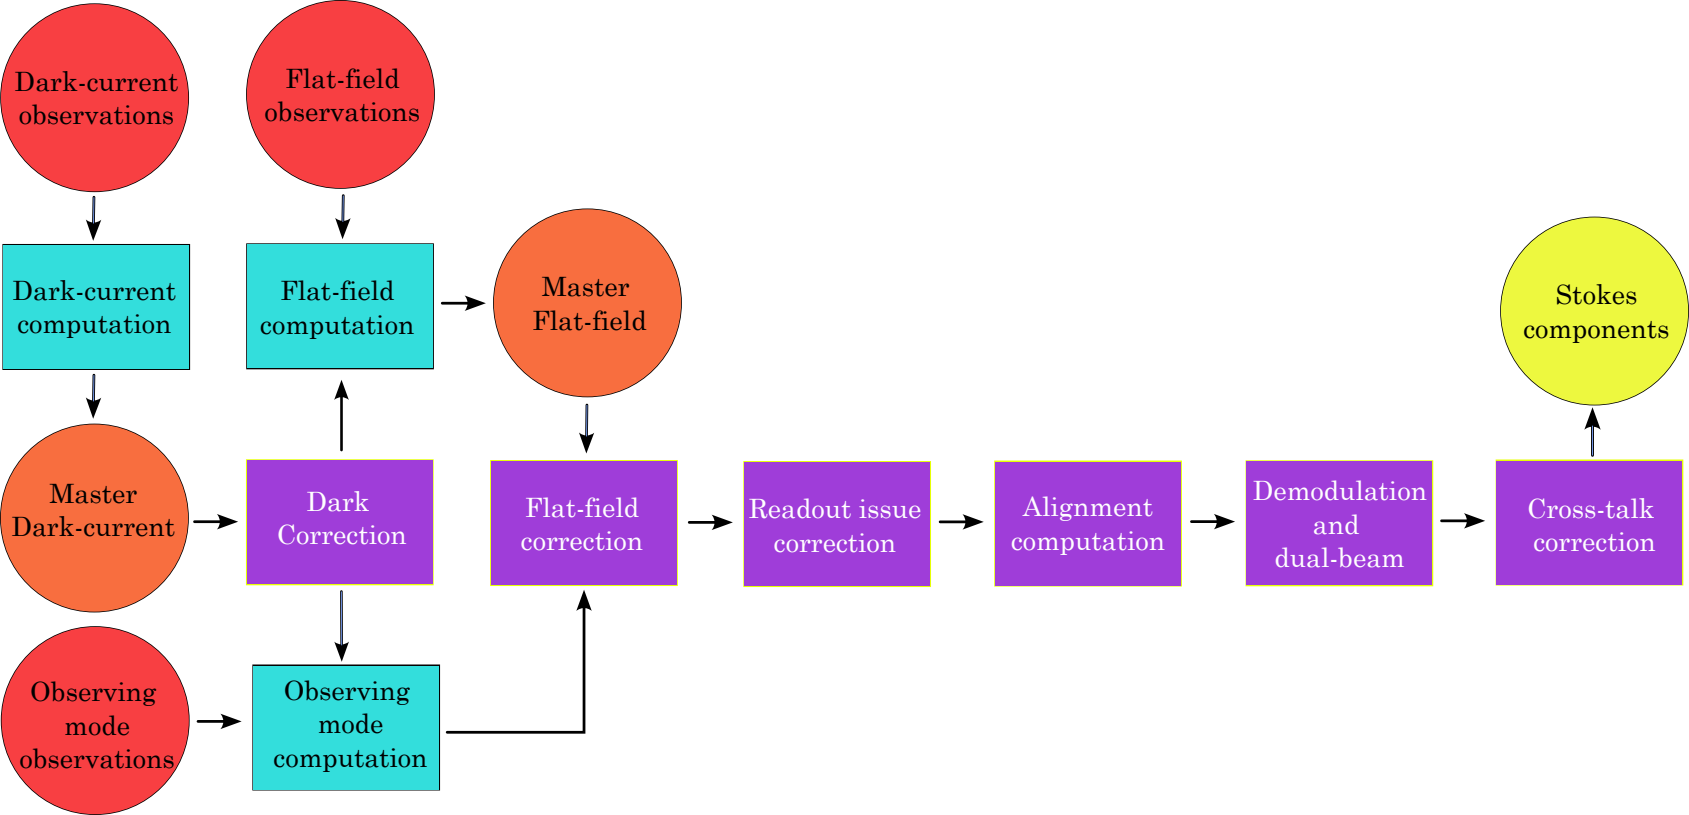 Dark-current
observations
Flat-field
observations
Dark-current
computation
Flat-field
computation
Master
Flat-field
Stokes
components
Master
Dark-current
Dark
Correction
Flat-field
correction
Readout issue
correction
Alignment
computation
Demodulation
and
dual-beam
Cross-talk
correction
Observing
mode
observations
Observing
mode
computation